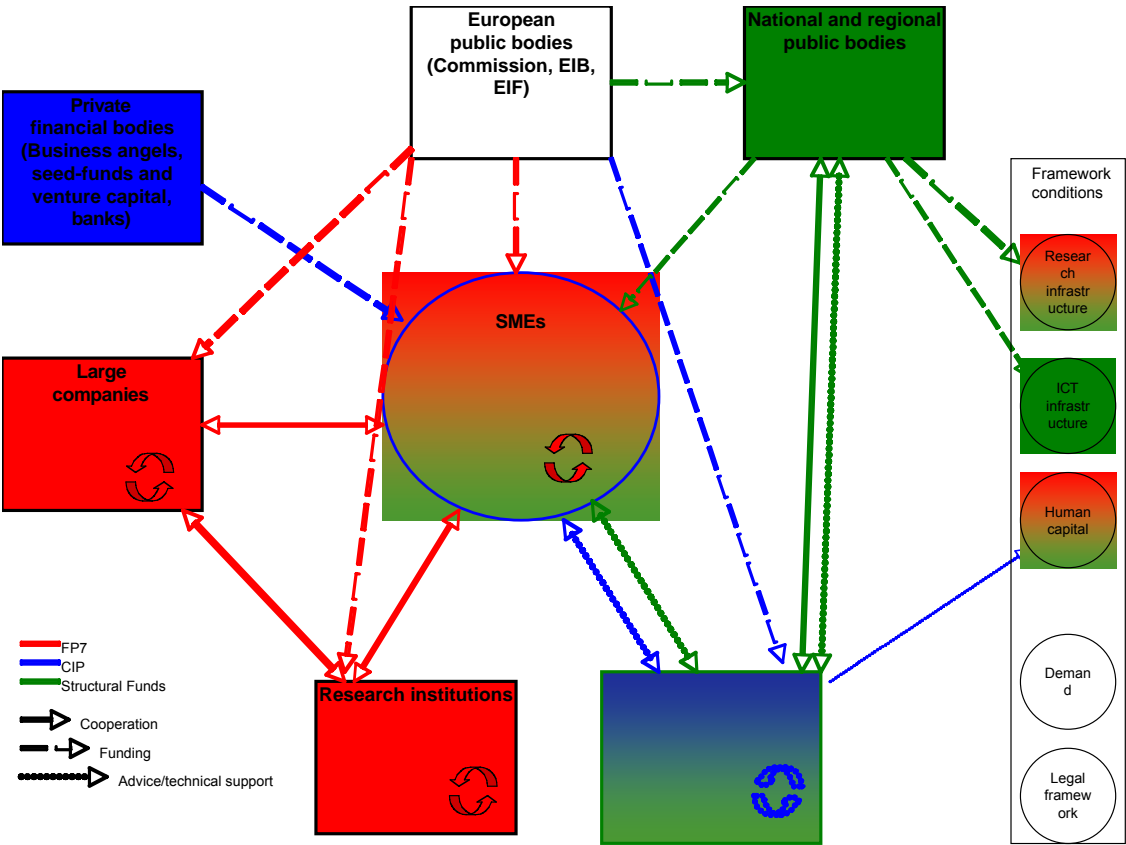 European
public bodies
(Commission, EIB,
EIF)
National and regional
public bodies
Private
financial bodies
(Business angels,
seed-funds and
venture capital,
banks)
Framework
conditions
Resear
ch
infrastr
ucture
SMEs
Large
companies
ICT
infrastr
ucture
Human
capital
FP7
CIP
Structural Funds
Cooperation
Funding
Advice/technical support
Research institutions
Deman
d
Legal
framew
ork